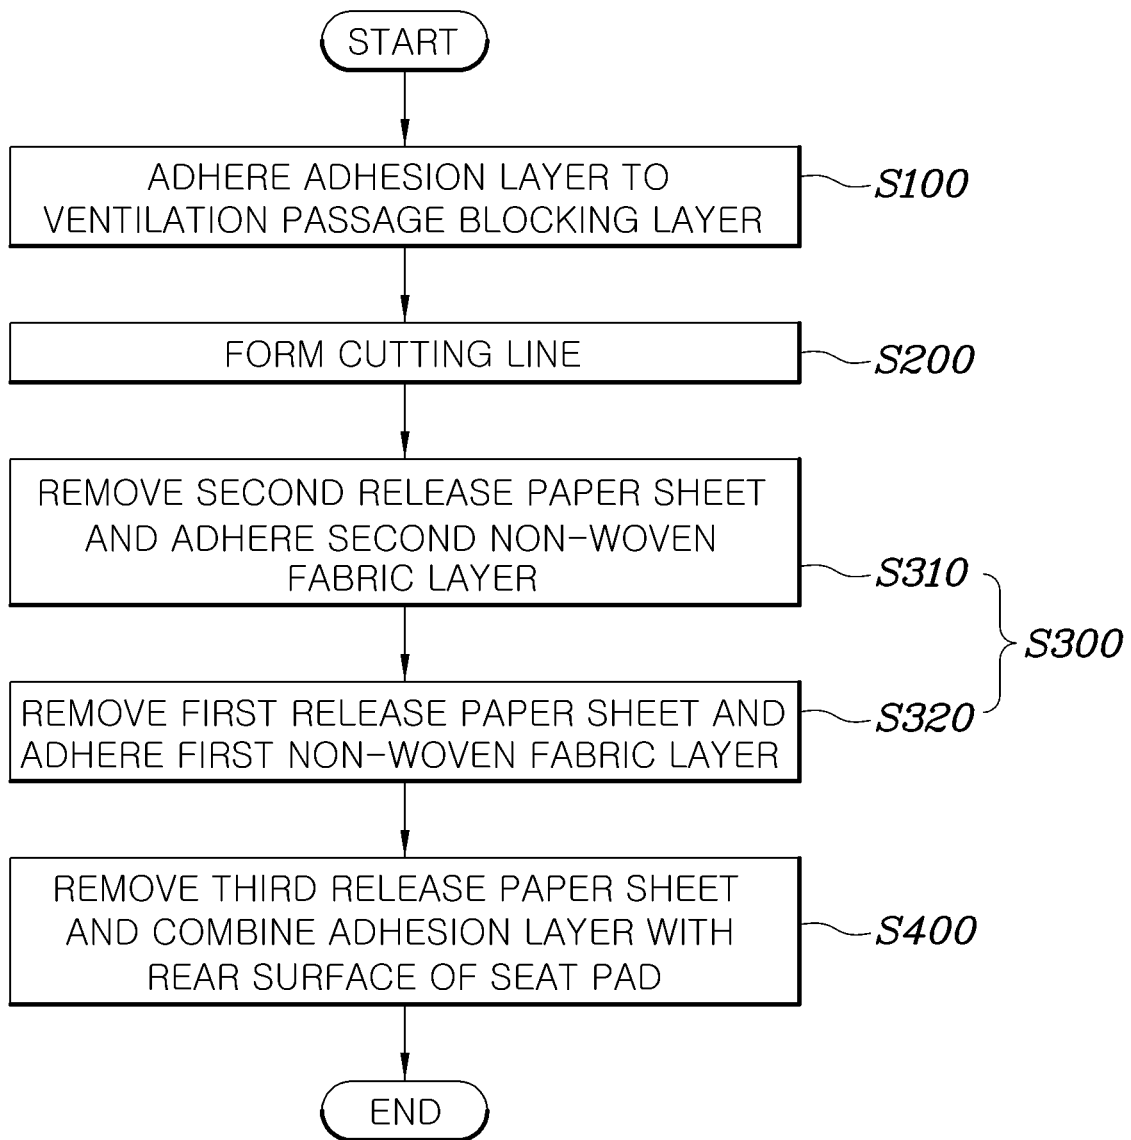 START
ADHERE ADHESION LAYER TO
VENTILATION PASSAGE BLOCKING LAYER
S100
FORM CUTTING LINE
S200
REMOVE SECOND RELEASE PAPER SHEET
AND ADHERE SECOND NON-WOVEN
FABRIC LAYER
S310
S300
REMOVE FIRST RELEASE PAPER SHEET AND
ADHERE FIRST NON-WOVEN FABRIC LAYER
S320
REMOVE THIRD RELEASE PAPER SHEET
AND COMBINE ADHESION LAYER WITH
REAR SURFACE OF SEAT PAD
S400
END